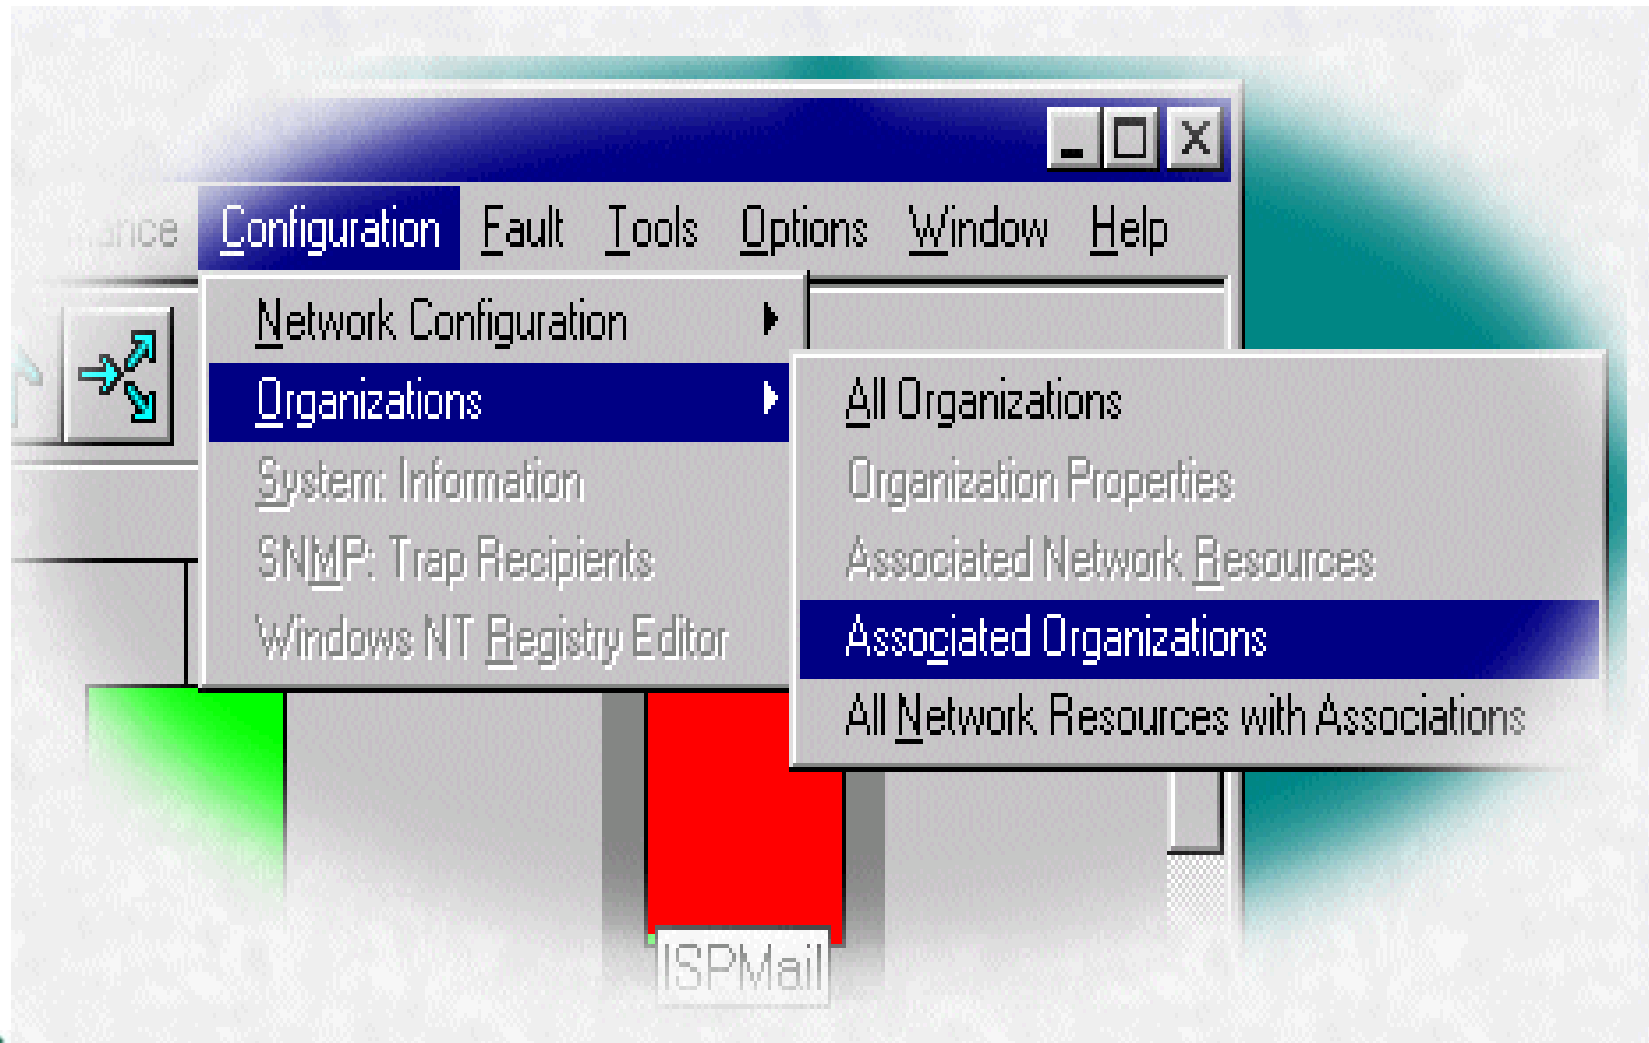 Configuration Fault Tools Options Window Help
Network Configuration
Organizations
System: Information
SNMP: Trap Recipients
Windows NT Registry Editor
All Organizations
Organization Properties
Associated Network Resources
Associated Organizations
All Network Resources with Associations
ISPMail